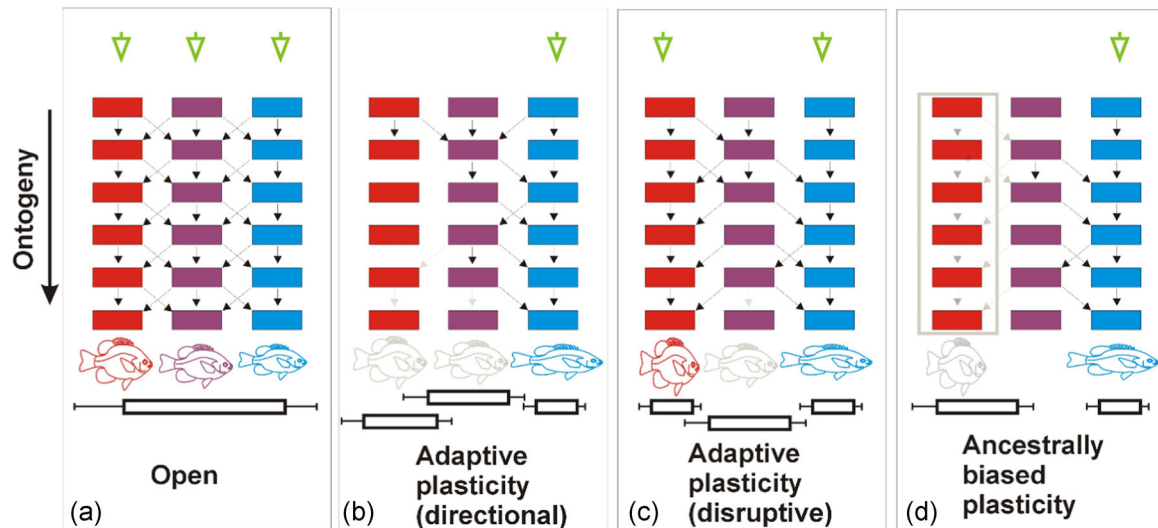 Ontogeny
(a)
Open
(b)
Adaptive
plasticity
(directional)
(c)
Adaptive
plasticity
(disruptive)
(d)
Ancestrally
biased
plasticity